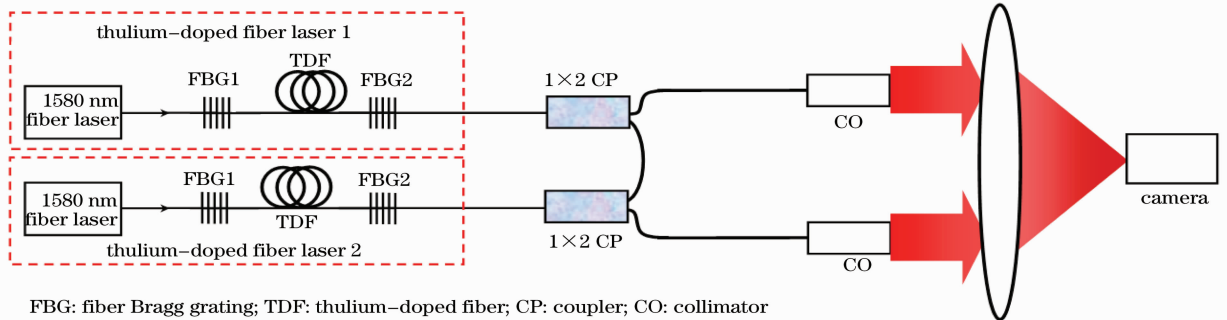 thulium-doped fiber laser 1
TDF
FBG1
FBG2
1×2 CP
1580 nm
fiber laser
CO
FBG1
FBG2
1580 nm
fiber laser
TDF
camera
1×2 CP
thulium-doped fiber laser 2
CO
FBG: fiber Bragg grating; TDF: thulium-doped fiber; CP: coupler; CO: collimator